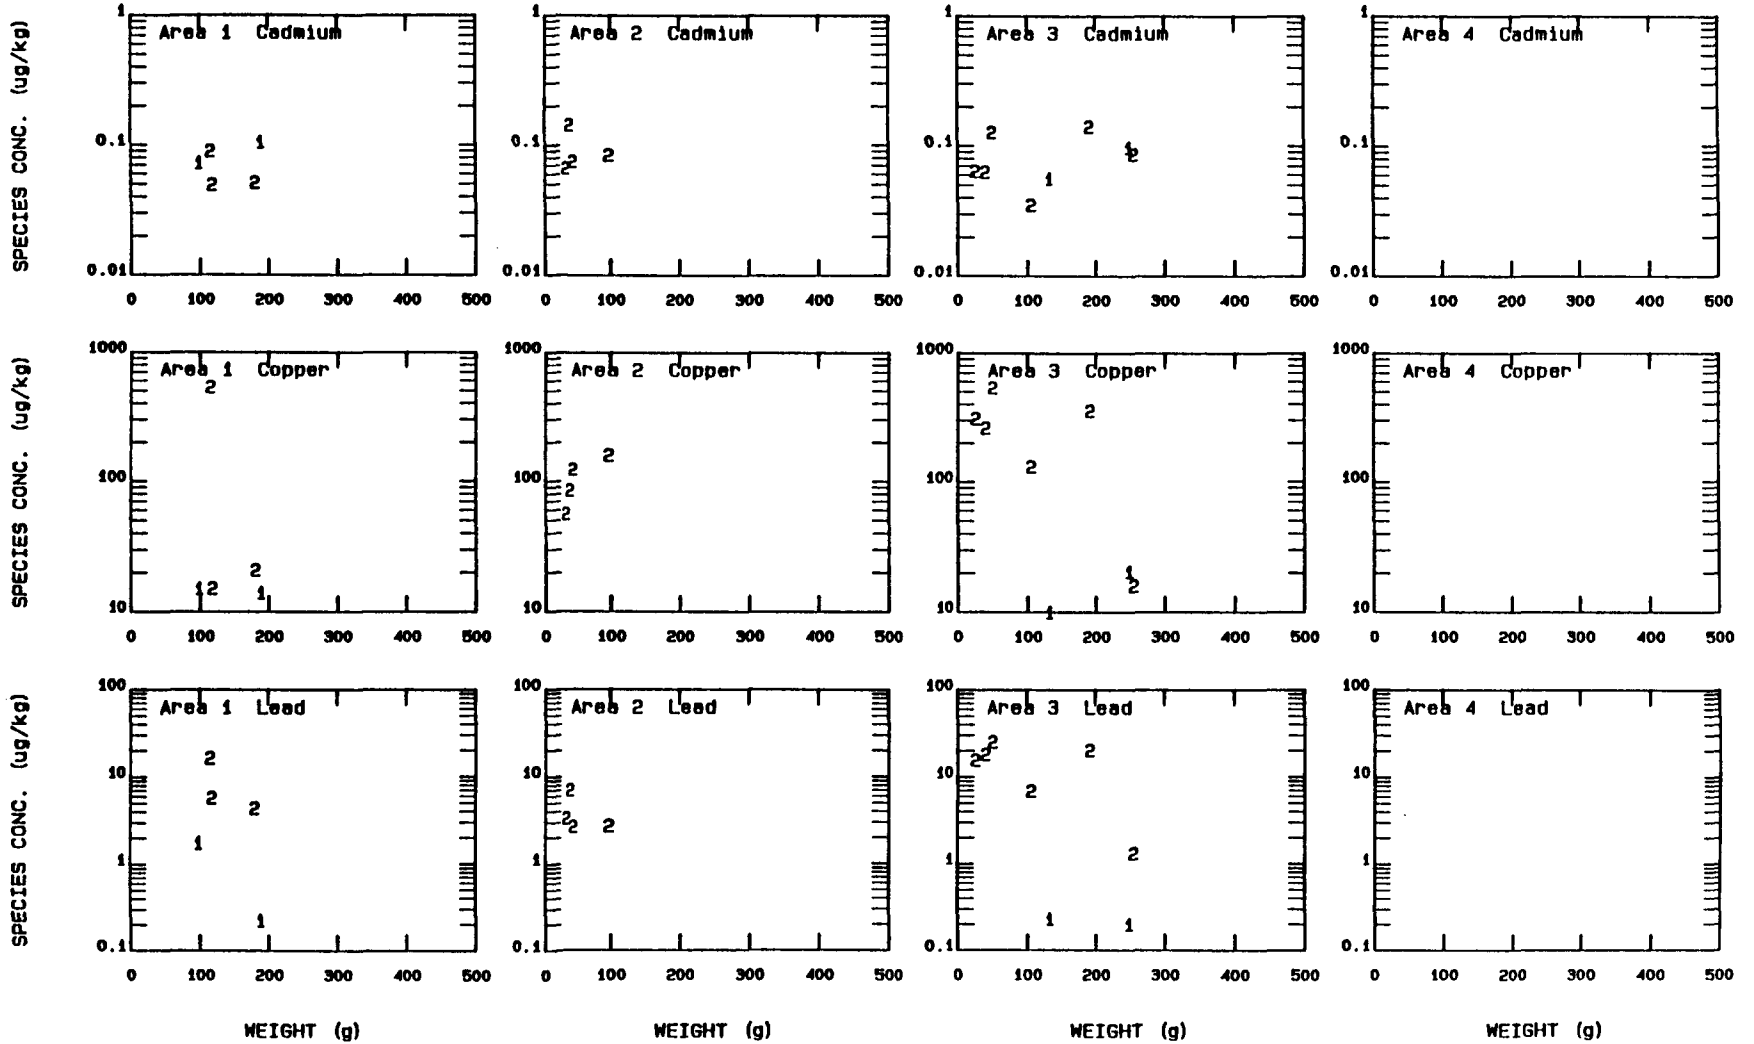 SPECIES CONC. (ug/kg)
1
0.1
0.01
Area 1 Cadmium
1
2
2
2
1
0 100 200 300 400 500
1
0.1
0.01
Area 2 Cadmium
2
2
2
2
0 100 200 300 400 500
1
0.1
0.01
Area 3 Cadmium
2
2
2
2
1
2
1
2
0 100 200 300 400 500
1
0.1
0.01
Area 4 Cadmium
0 100 200 300 400 500
SPECIES CONC. (ug/kg)
1000
100
10
Area 1 Copper
2
1
2
2
1
0 100 200 300 400 500
1000
100
10
Area 2 Copper
2
2
2
2
0 100 200 300 400 500
1000
100
10
Area 3 Copper
2
2
2
2
2
1
1
2
0 100 200 300 400 500
1000
100
10
Area 4 Copper
0 100 200 300 400 500
SPECIES CONC. (ug/kg)
100
10
1
0.1
Area 1 Lead
2
2
2
1
1
0 100 200 300 400 500
100
10
1
0.1
Area 2 Lead
2
2
2
2
0 100 200 300 400 500
100
10
1
0.1
Area 3 Lead
2
2
2
2
2
2
1
1
0 100 200 300 400 500
100
10
1
0.1
Area 4 Lead
0 100 200 300 400 500
WEIGHT (g)
WEIGHT (g)
WEIGHT (g)
WEIGHT (g)